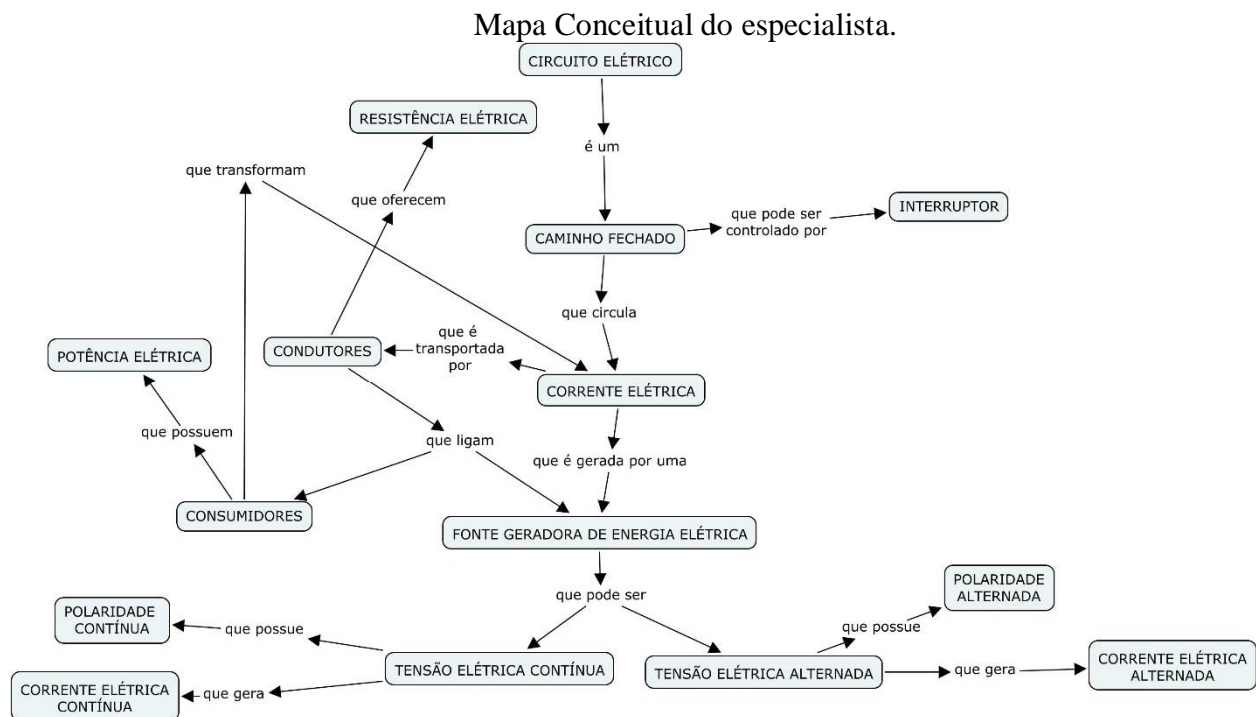 Mapa Conceitual do especialista.
CIRCUITO ELÉTRICO
RESISTÊNCIA ELÉTRICA
é um
que transformam
que oferecem
INTERRUPTOR
que pode ser
controlado por
CAMINHO FECHADO
que circula
que é
transportada
por
CONDUTORES
POTÊNCIA ELÉTRICA
CORRENTE ELÉTRICA
que possuem
que ligam
que é gerada por uma
CONSUMIDORES
FONTE GERADORA DE ENERGIA ELÉTRICA
que pode ser
POLARIDADE
ALTERNADA
POLARIDADE
CONTÍNUA
que possue
que possue
TENSÃO ELÉTRICA CONTÍNUA
TENSÃO ELÉTRICA ALTERNADA
que gera
CORRENTE ELÉTRICA
ALTERNADA
CORRENTE ELÉTRICA
CONTÍNUA
que gera